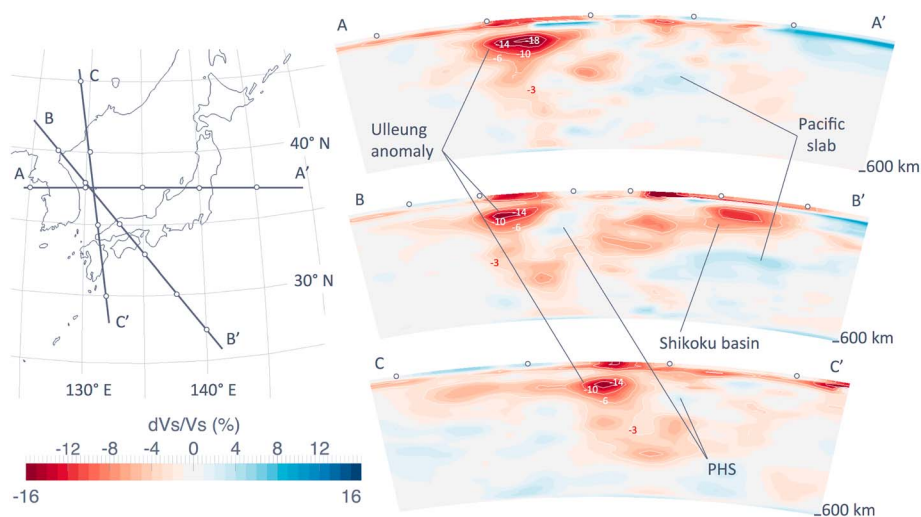 A
A’
-14
-18
-6
-10
-3
Ulleung
anomaly
Pacific
slab
600 km
C
B
40° N
A
A’
30° N
C’
B’
130° E
140° E
B
B’
-14
-10
-6
-3
Shikoku basin
600 km
C
C’
-10
-14
-6
-3
PHS
600 km
dVs/Vs (%)
-12
-8
-4
0
4
8
12
-16
16